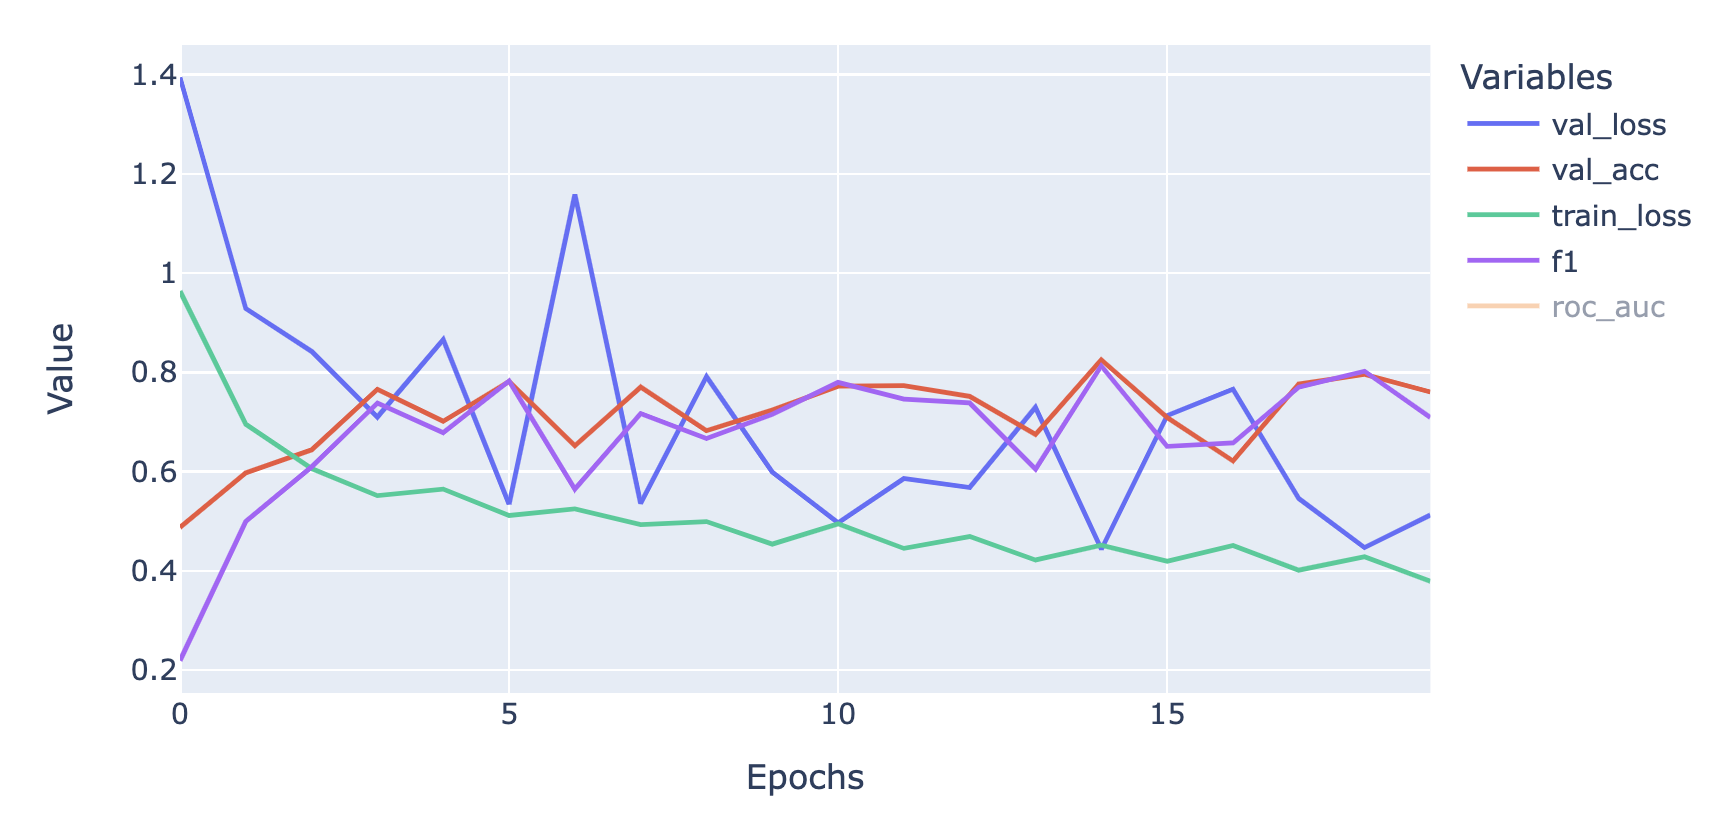 Variables
val_loss
val_acc
train_loss
f1
roc_auc
1.4
1.2
1
0.8
0.6
0.4
0.2
Value
0 5 10 15
Epochs